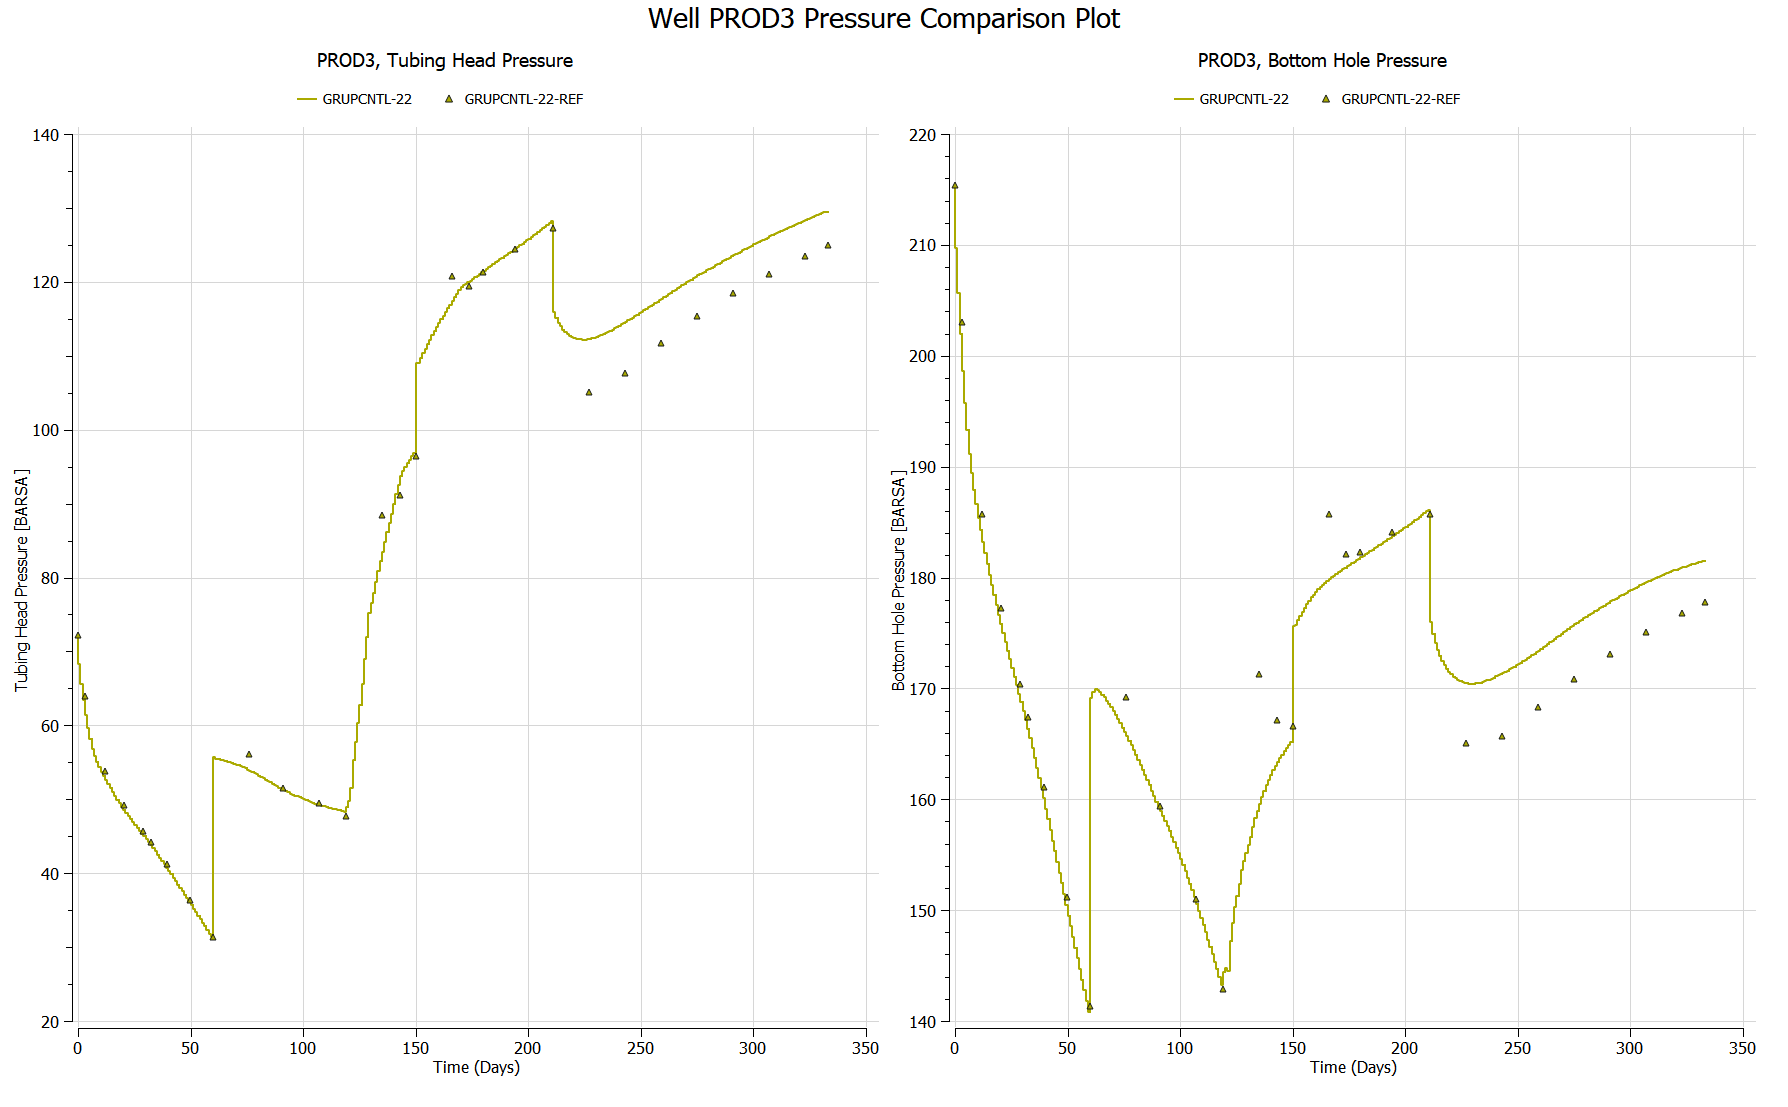 Well PROD3 Pressure Comparison Plot
PROD3, Tubing Head Pressure
GRUPCNTL-22 GRUPCNTL-22-REF
140
120
100
80
60
40
20
Tubing Head Pressure [BARSA]
0 50 100 150 200 250 300 350
Time (Days)
PROD3, Bottom Hole Pressure
GRUPCNTL-22 GRUPCNTL-22-REF
220
210
200
190
180
170
160
150
140
Bottom Hole Pressure [BARSA]
0 50 100 150 200 250 300 350
Time (Days)